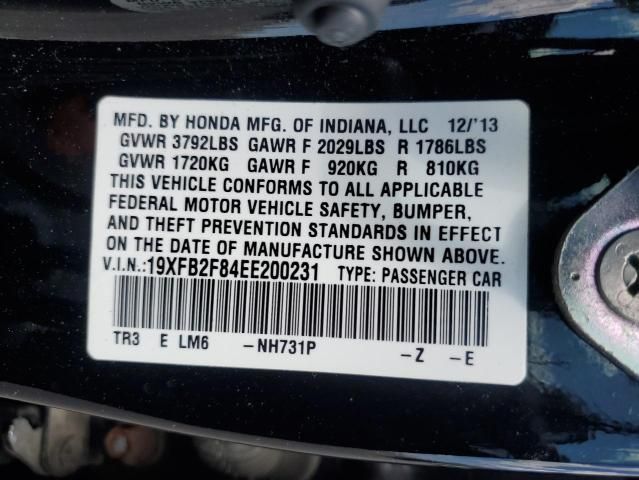 MFD. BY HONDA MFG. OF INDIANA, LLC 12/'13
GVWR 3792LBS GAWR F 2029LBS R 1786LBS
GVWR 1720KG GAWR F 920KG R 810KG
THIS VEHICLE CONFORMS TO ALL APPLICABLE
FEDERAL MOTOR VEHICLE SAFETY, BUMPER,
AND THEFT PREVENTION STANDARDS IN EFFECT
ON THE DATE OF MANUFACTURE SHOWN ABOVE.
V.I.N.:19XFB2F84EE200231 TYPE: PASSENGER CAR
TR3 E LM6 -NH731P -Z -E